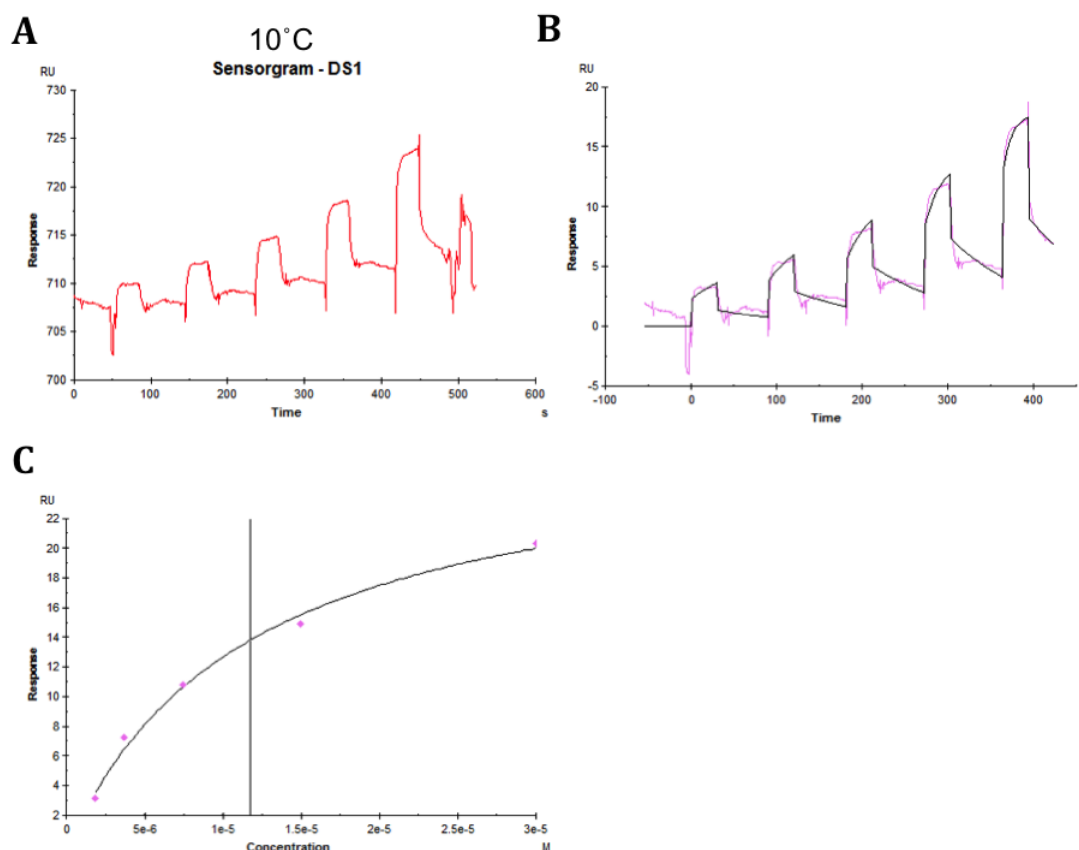 A
10˚C
Sensorgram - DS1
RU
730
725
720
715
710
705
700
Response
0 100 200 300 400 500 600
Time s
B
RU
20
15
10
5
0
-5
Response
-100 0 100 200 300 400
Time
C
RU
22
20
18
16
14
12
10
8
6
4
2
Response
0 5e-6 1e-5 1.5e-5 2e-5 2.5e-5 3e-5
Concentration M